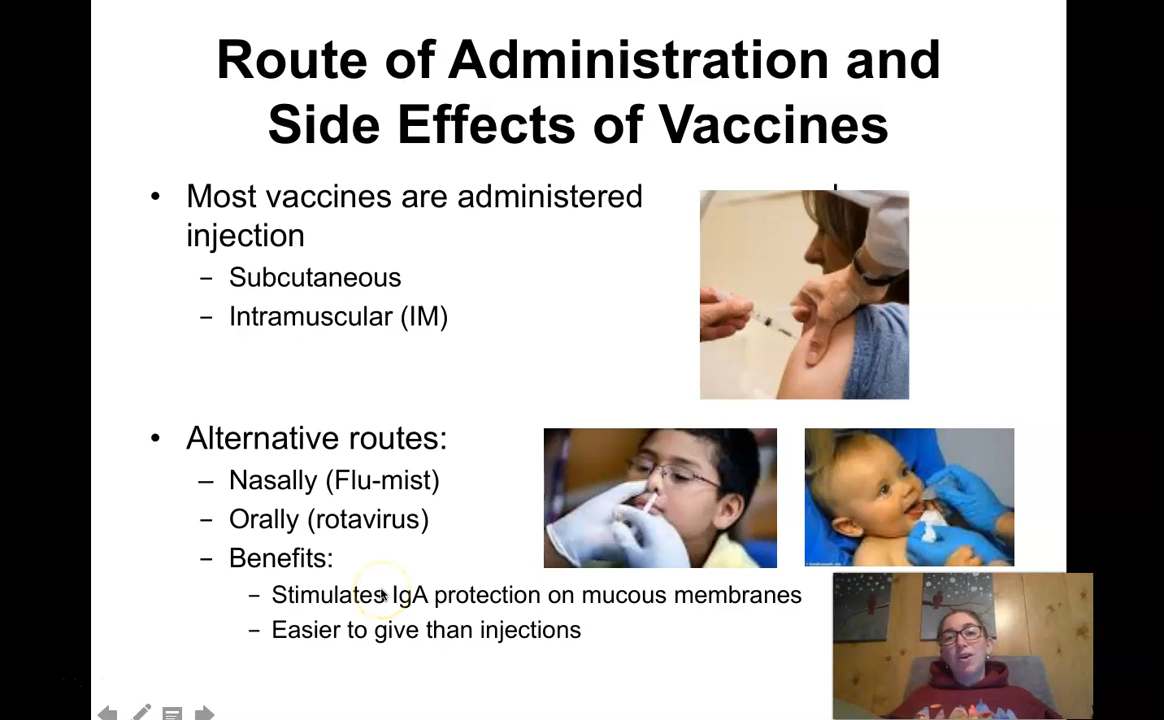 Route of Administration and
Side Effects of Vaccines
• Most vaccines are administered
injection
– Subcutaneous
– Intramuscular (IM)
• Alternative routes:
– Nasally (Flu-mist)
– Orally (rotavirus)
– Benefits:
– Stimulates IgA protection on mucous membranes
– Easier to give than injections